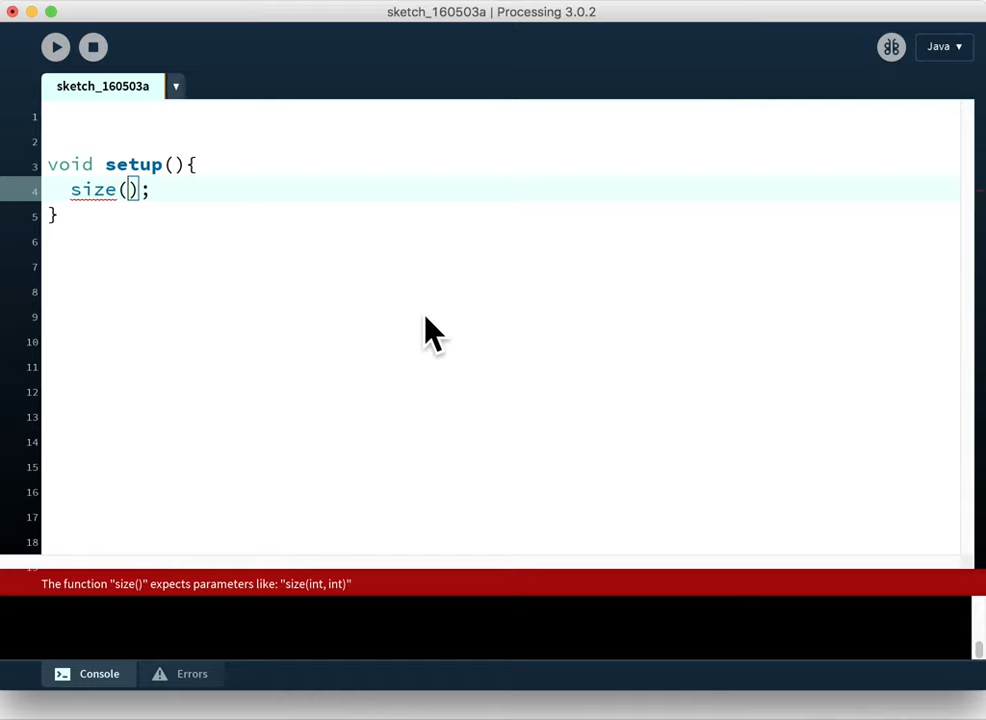 sketch_160503a | Processing 3.0.2
Java ▾
sketch_160503a ▾
1
2
3 void setup(){
4 size();
5 }
6
7
8
9
10
11
12
13
14
15
16
17
18
The function "size()" expects parameters like: "size(int, int)"
Console Errors